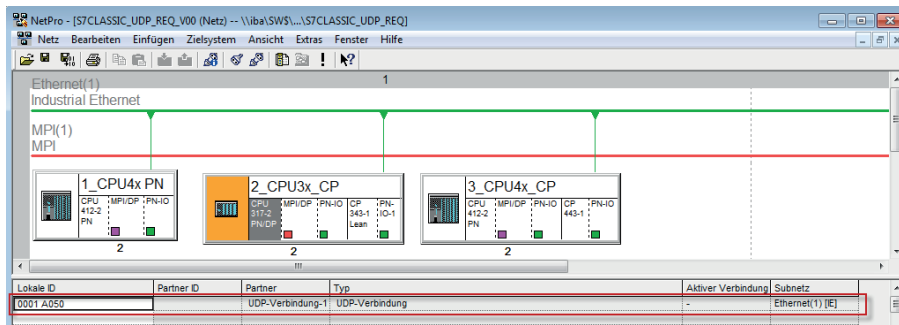 NetPro - [S7CLASSIC_UDP_REQ_V00 (Netz) -- \\iba\SWS\...\S7CLASSIC_UDP_REQ]
Netz Bearbeiten Einfügen Zielsystem Ansicht Extras Fenster Hilfe
1
Ethernet(1)
Industrial Ethernet
MPI(1)
MPI
1_CPU4x PN
CPU 412-2 PN
MPI/DP
PN-IO
2
2_CPU3x_CP
CPU 317-2 PN/DP
MPI/DP
PN-IO
CP 343-1 Lean
PN-IO-1
2
3_CPU4x_CP
CPU 412-2 PN
MPI/DP
PN-IO
CP 443-1
PN-IO
2
Lokale ID Partner ID Partner Typ Aktiver Verbindung Subnetz
0001 A050 UDP-Verbindung-1 UDP-Verbindung - Ethernet(1) [IE]